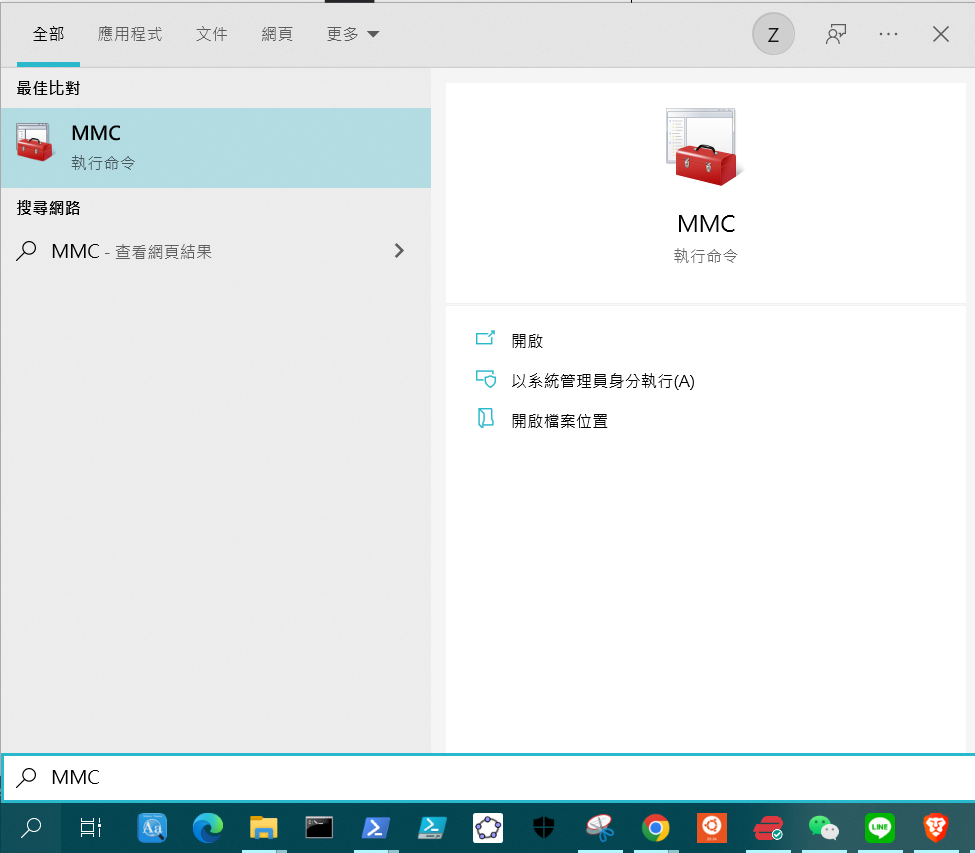 全部 應用程式 文件 網頁 更多
Z
最佳比對
MMC
執行命令
搜尋網路
MMC - 查看網頁結果
MMC
執行命令
開啟
以系統管理員身分執行(A)
開啟檔案位置
MMC
Aa
LINE